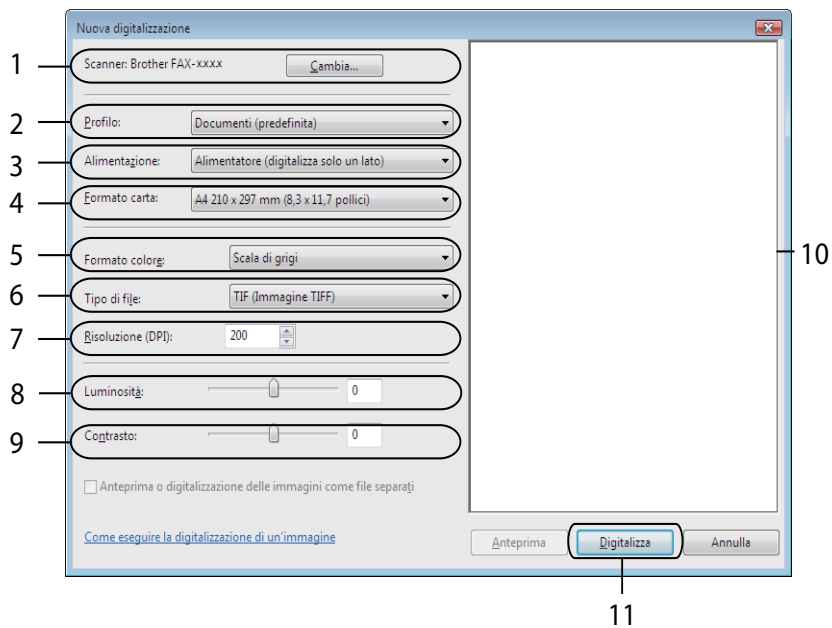 Nuova digitalizzazione
1
Scanner: Brother FAX-xxxx
Cambia...
2
Profilo:
Documenti (predefinita)
3
Alimentazione:
Alimentatore (digitalizza solo un lato)
4
Formato carta:
A4 210 x 297 mm (8,3 x 11,7 pollici)
5
Formato colore:
Scala di grigi
10
6
Tipo di file:
TIF (Immagine TIFF)
7
Risoluzione (DPI):
200
8
Luminosità:
0
9
Contrasto:
0
Anteprima o digitalizzazione delle immagini come file separati
Come eseguire la digitalizzazione di un'immagine
Anteprima
Digitalizza
Annulla
11